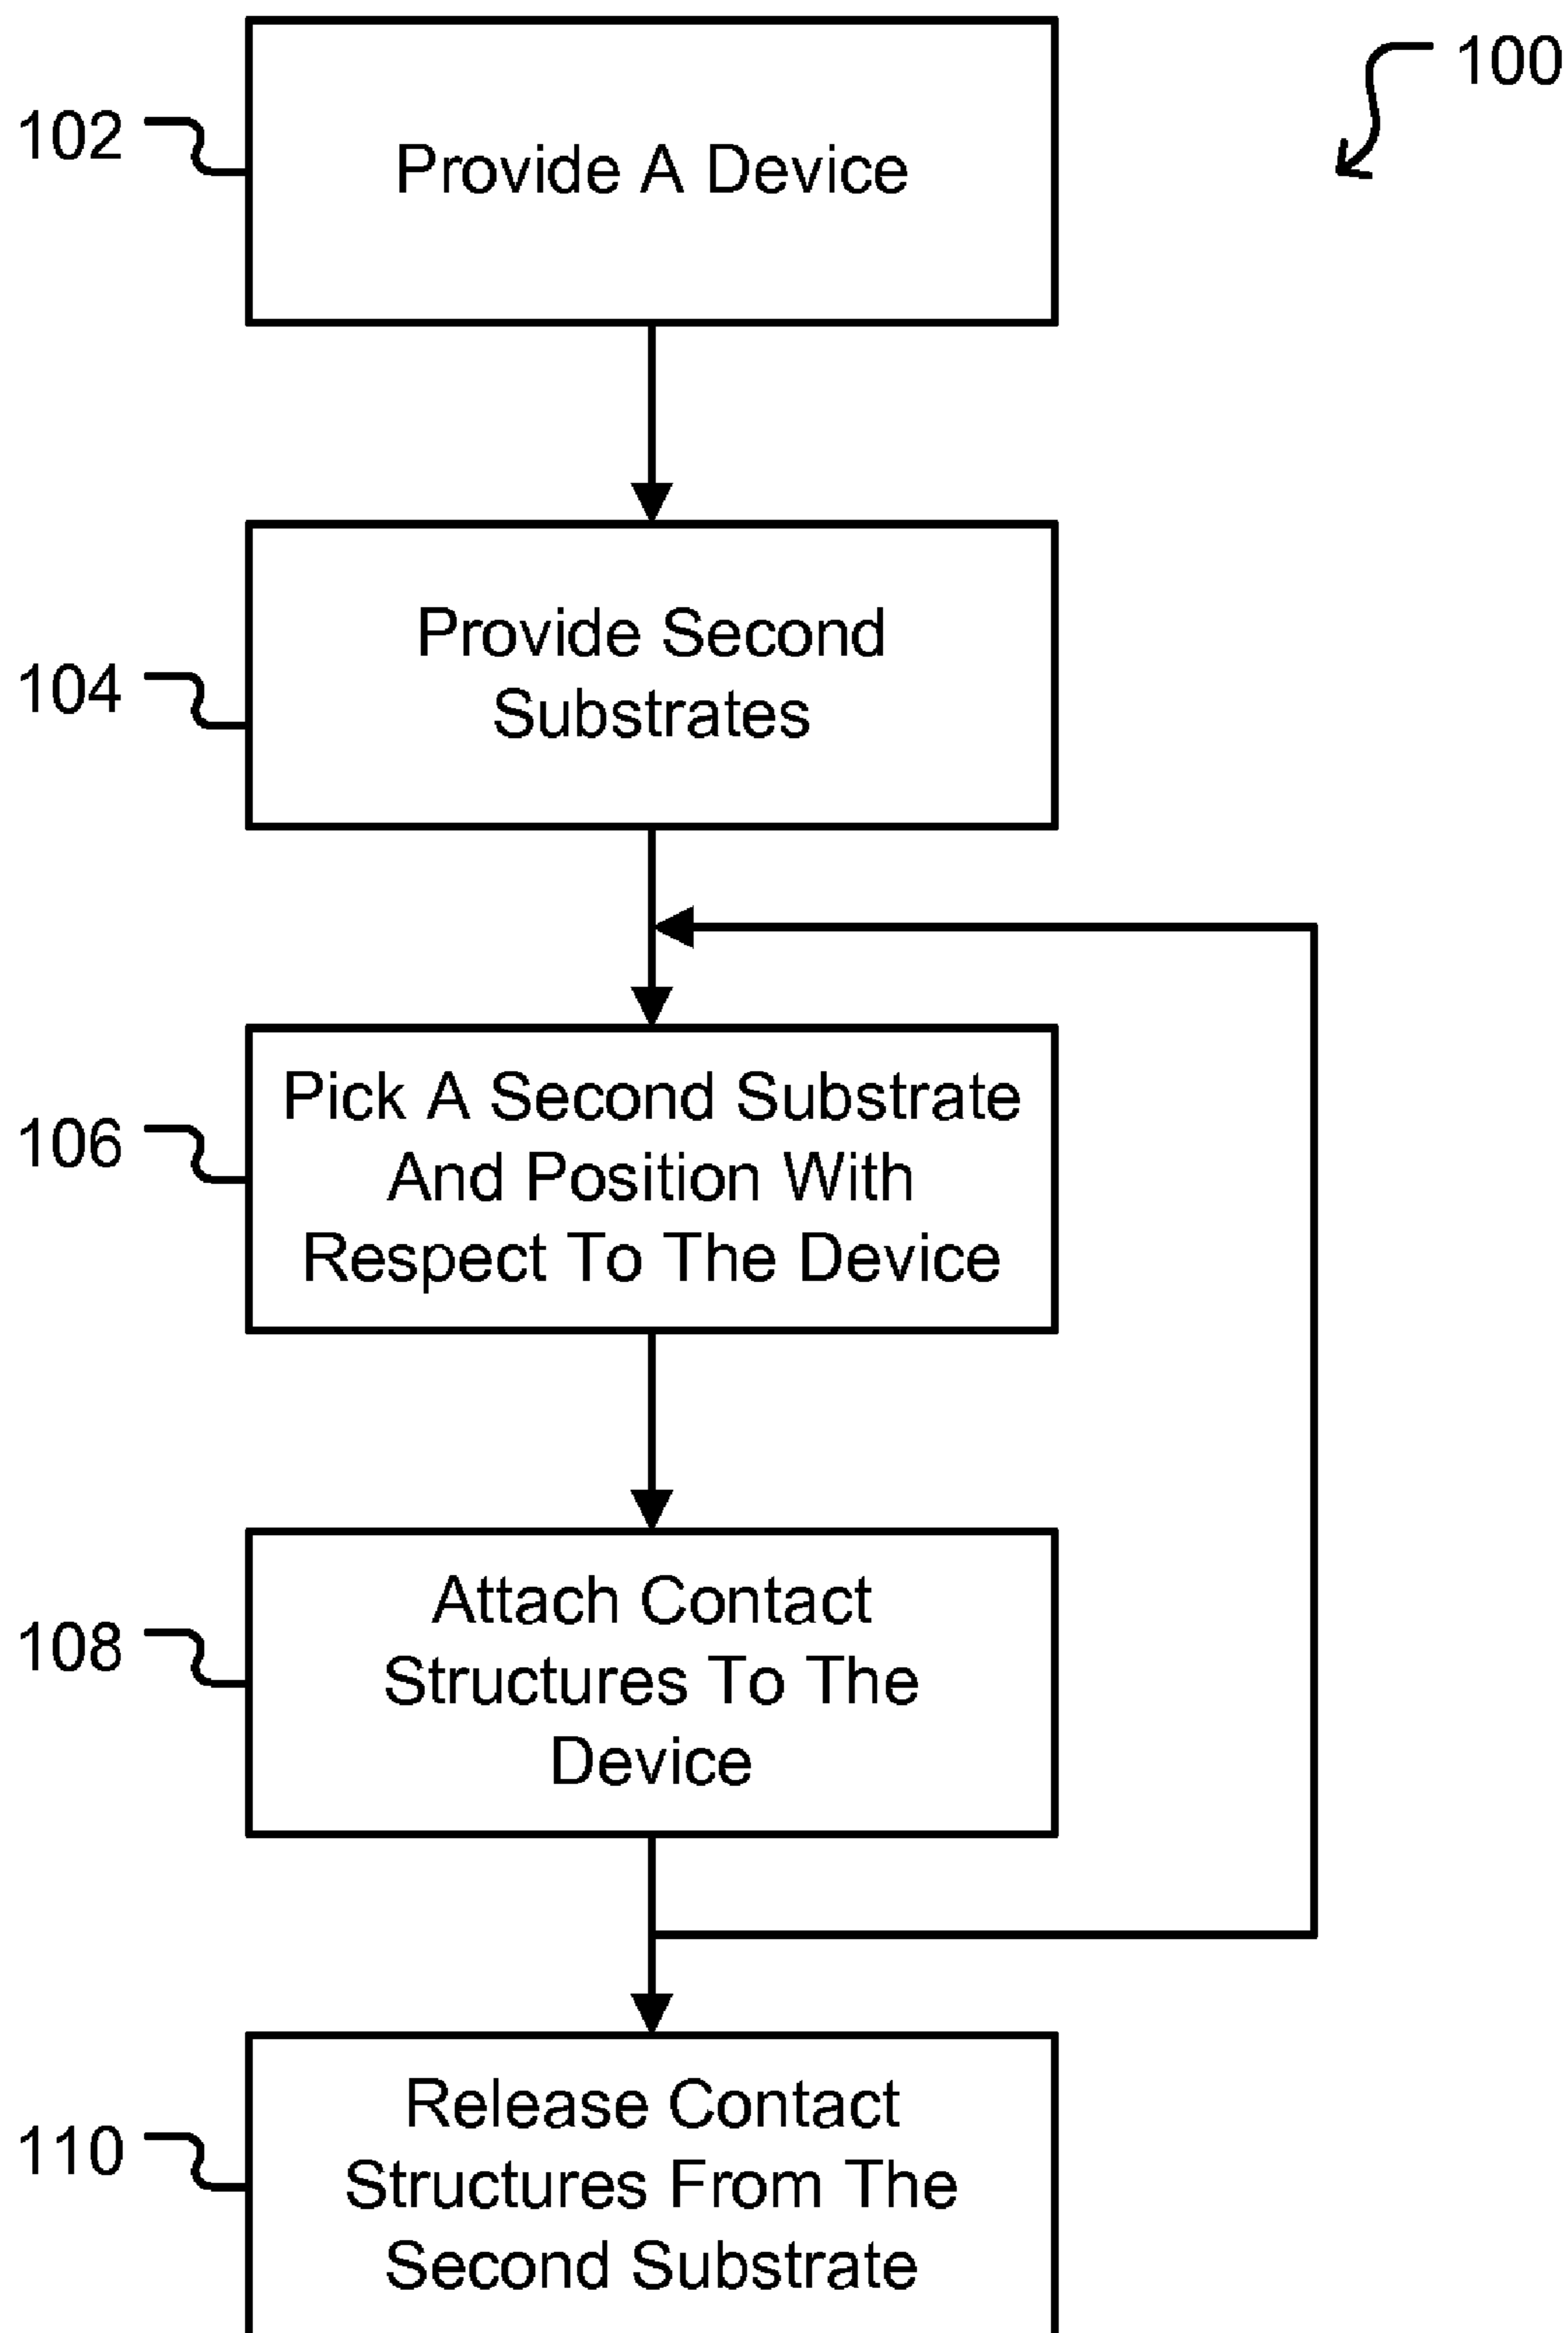 100
102
Provide A Device
104
Provide Second
Substrates
106
Pick A Second Substrate
And Position With
Respect To The Device
108
Attach Contact
Structures To The
Device
110
Release Contact
Structures From The
Second Substrate